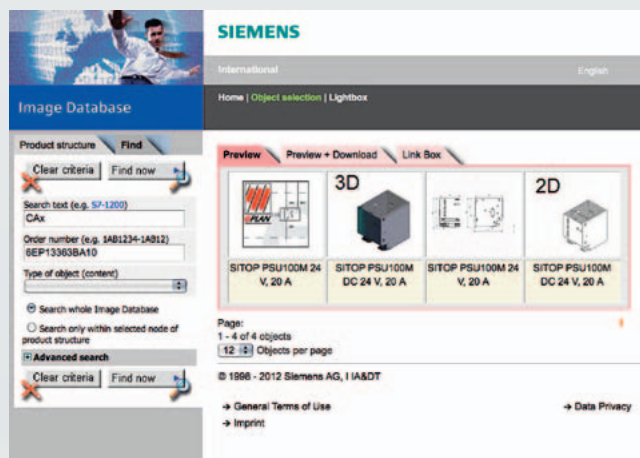 SIEMENS
International
English
Image Database
Home | Object selection | Lightbox
Product structure
Find
Clear criteria
Find now
Search text (e.g. S7-1200)
CAx
Order number (e.g. 1AB1234-1AB12)
6EP13363BA10
Type of object (content)
Search whole Image Database
Search only within selected node of
product structure
Advanced search
Clear criteria
Find now
Preview
Preview + Download
Link Box
EPLAN
3D
2D
SITOP PSU100M 24
V, 20 A
SITOP PSU100M
DC 24 V, 20 A
SITOP PSU100M 24
V, 20 A
SITOP PSU100M
DC 24 V, 20 A
Page:
1 - 4 of 4 objects
12 Objects per page
© 1996 - 2012 Siemens AG, I IA&DT
→ General Terms of Use
→ Data Privacy
→ Imprint